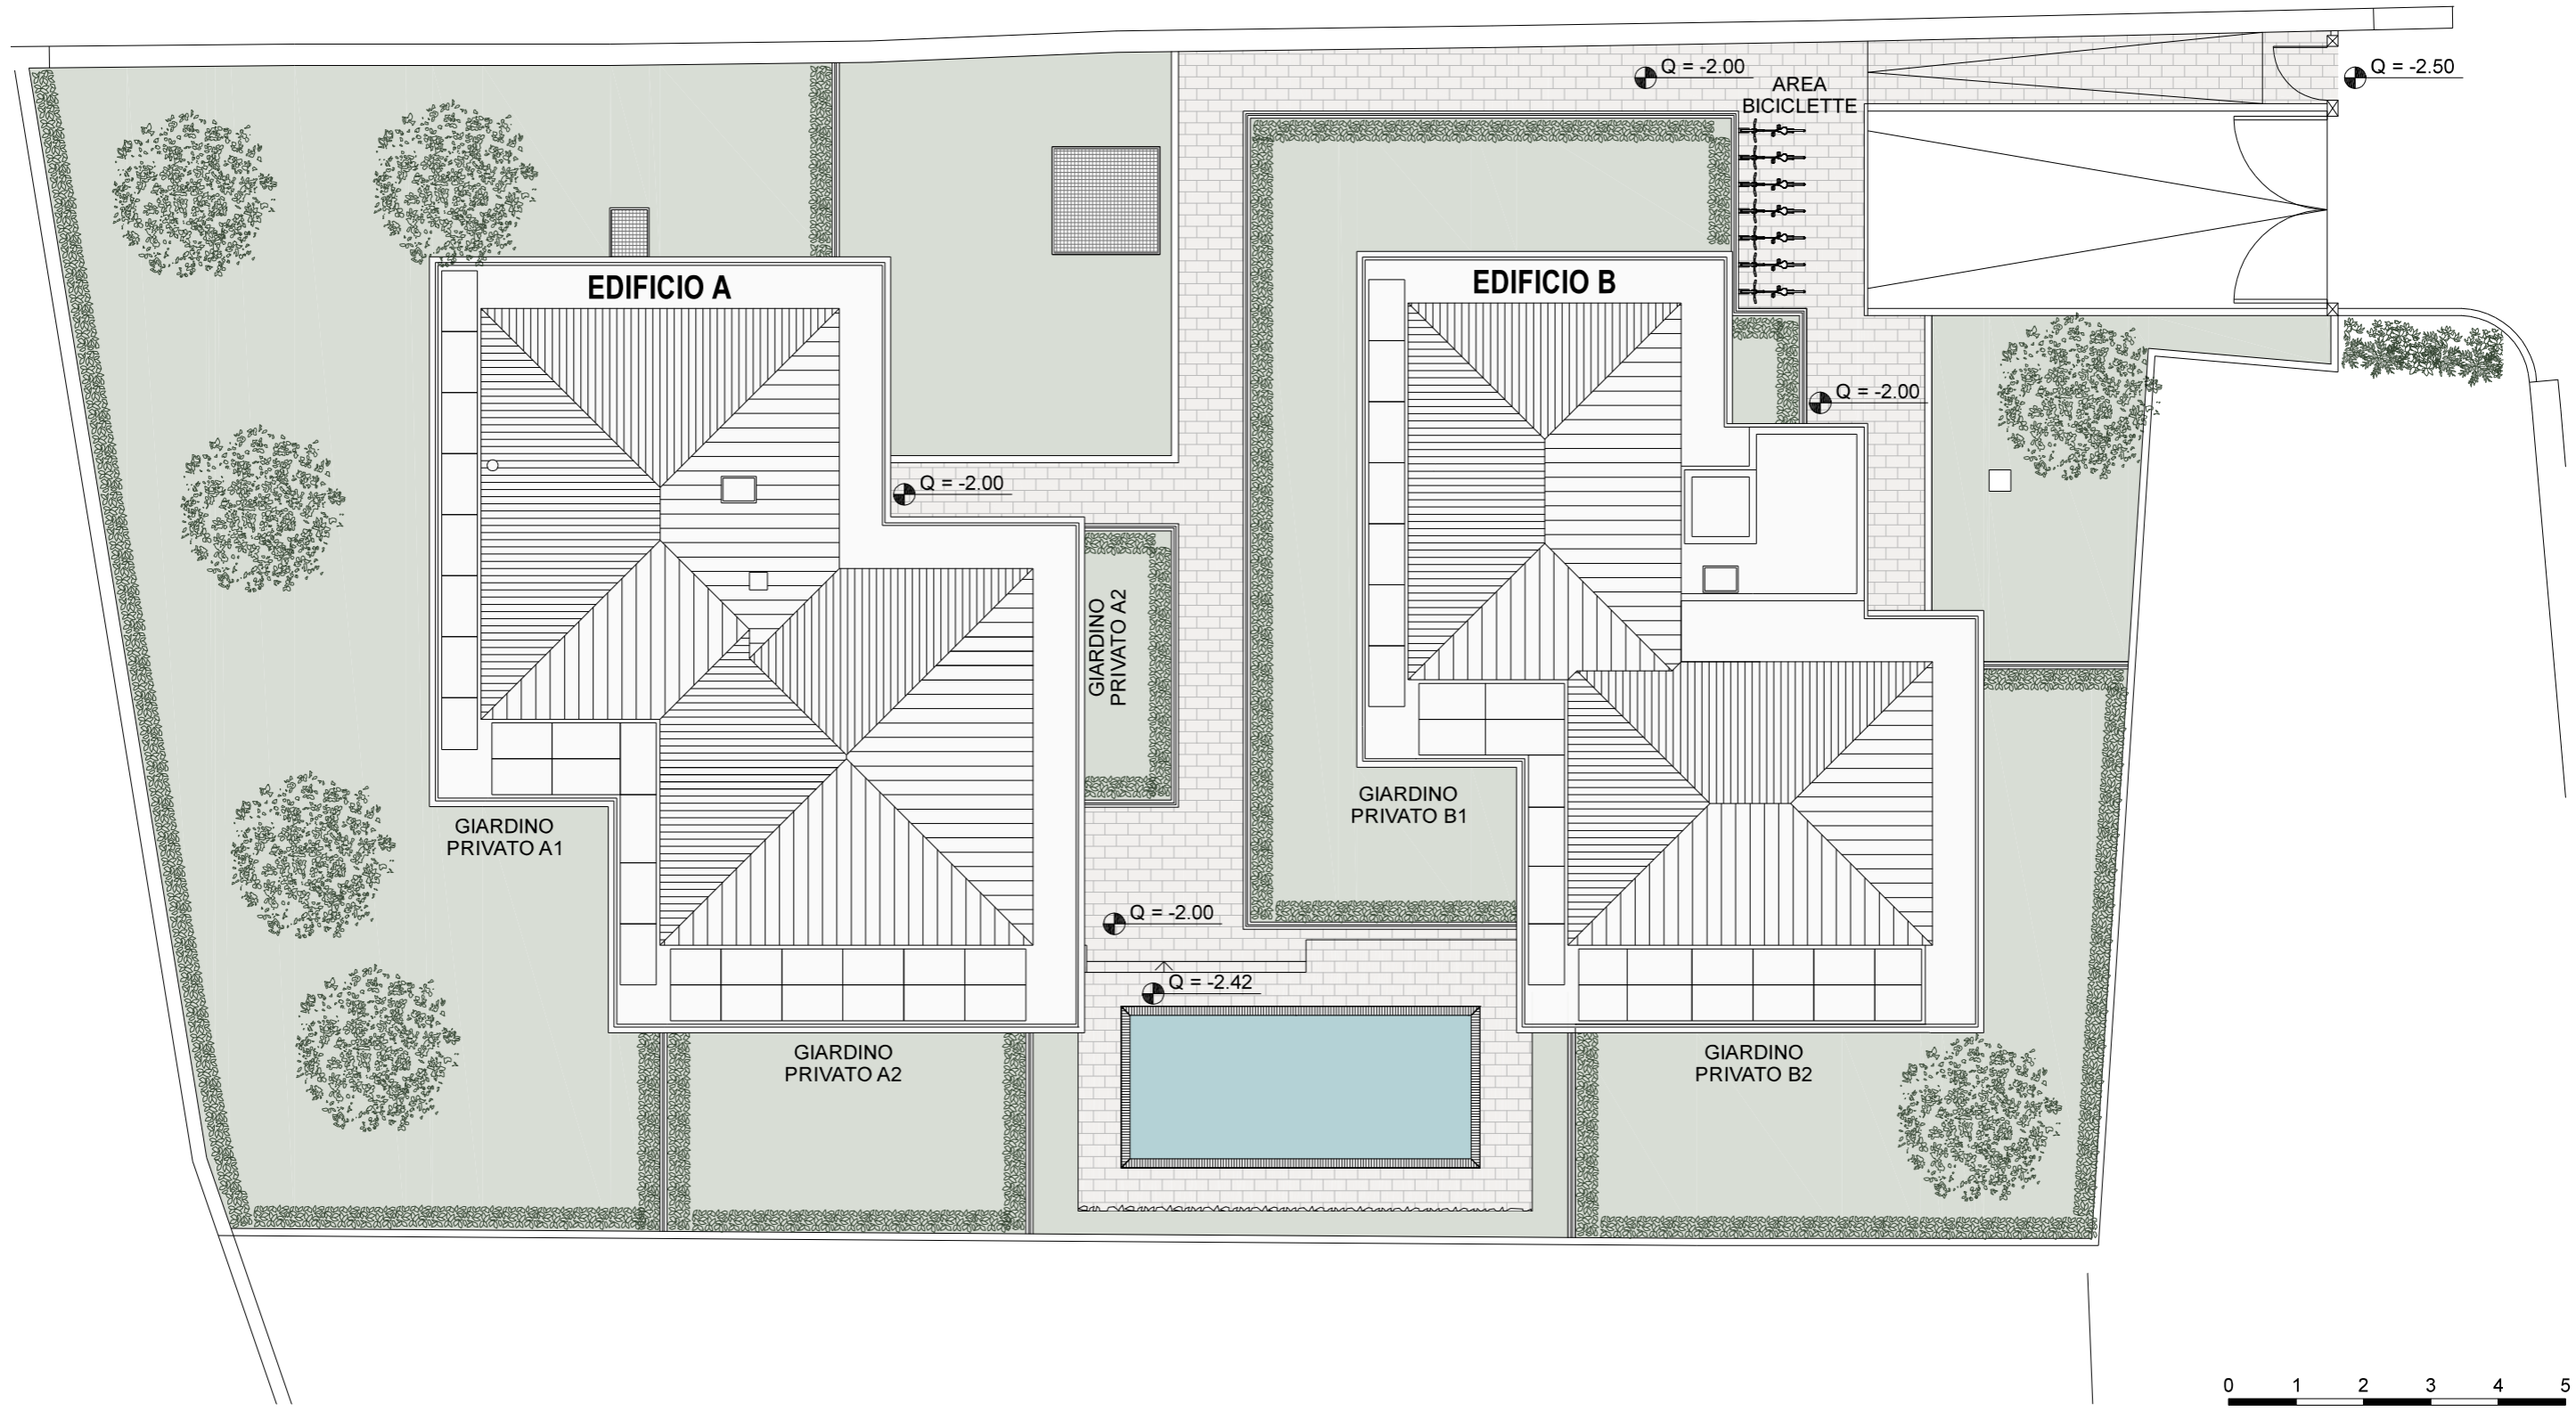 Q = -2.00
Q = -2.50
AREA
BICICLETTE
EDIFICIO A
EDIFICIO B
Q = -2.00
Q = -2.00
GIARDINO
PRIVATO A2
GIARDINO
PRIVATO B1
GIARDINO
PRIVATO A1
Q = -2.00
Q = -2.42
GIARDINO
PRIVATO A2
GIARDINO
PRIVATO B2
0 1 2 3 4 5